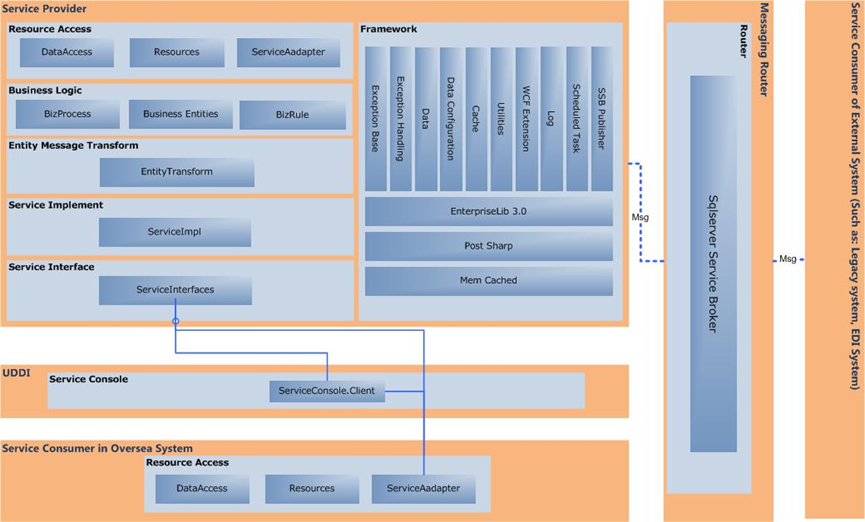 Service Provider
Resource Access
DataAccess
Resources
ServiceAadapter
Business Logic
BizProcess
Business Entities
BizRule
Entity Message Transform
EntityTransform
Service Implement
ServiceImpl
Service Interface
ServiceInterfaces
Framework
Exception Base
Exception Handling
Data
Data Configuration
Cache
Utilities
WCF Extension
Log
Scheduled Task
SSB Publisher
EnterpriseLib 3.0
Post Sharp
Mem Cached
Msg
Messaging Router
Router
Sqlserver Service Broker
Msg
Service Consumer of External System (Such as: Legacy system, EDI System)
UDDI
Service Console
ServiceConsole.Client
Service Consumer in Oversea System
Resource Access
DataAccess
Resources
ServiceAadapter